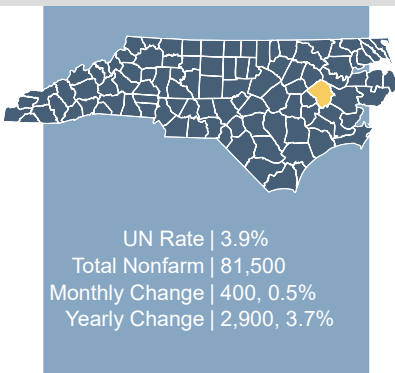 UN Rate | 3.9%
Total Nonfarm | 81,500
Monthly Change | 400, 0.5%
Yearly Change | 2,900, 3.7%